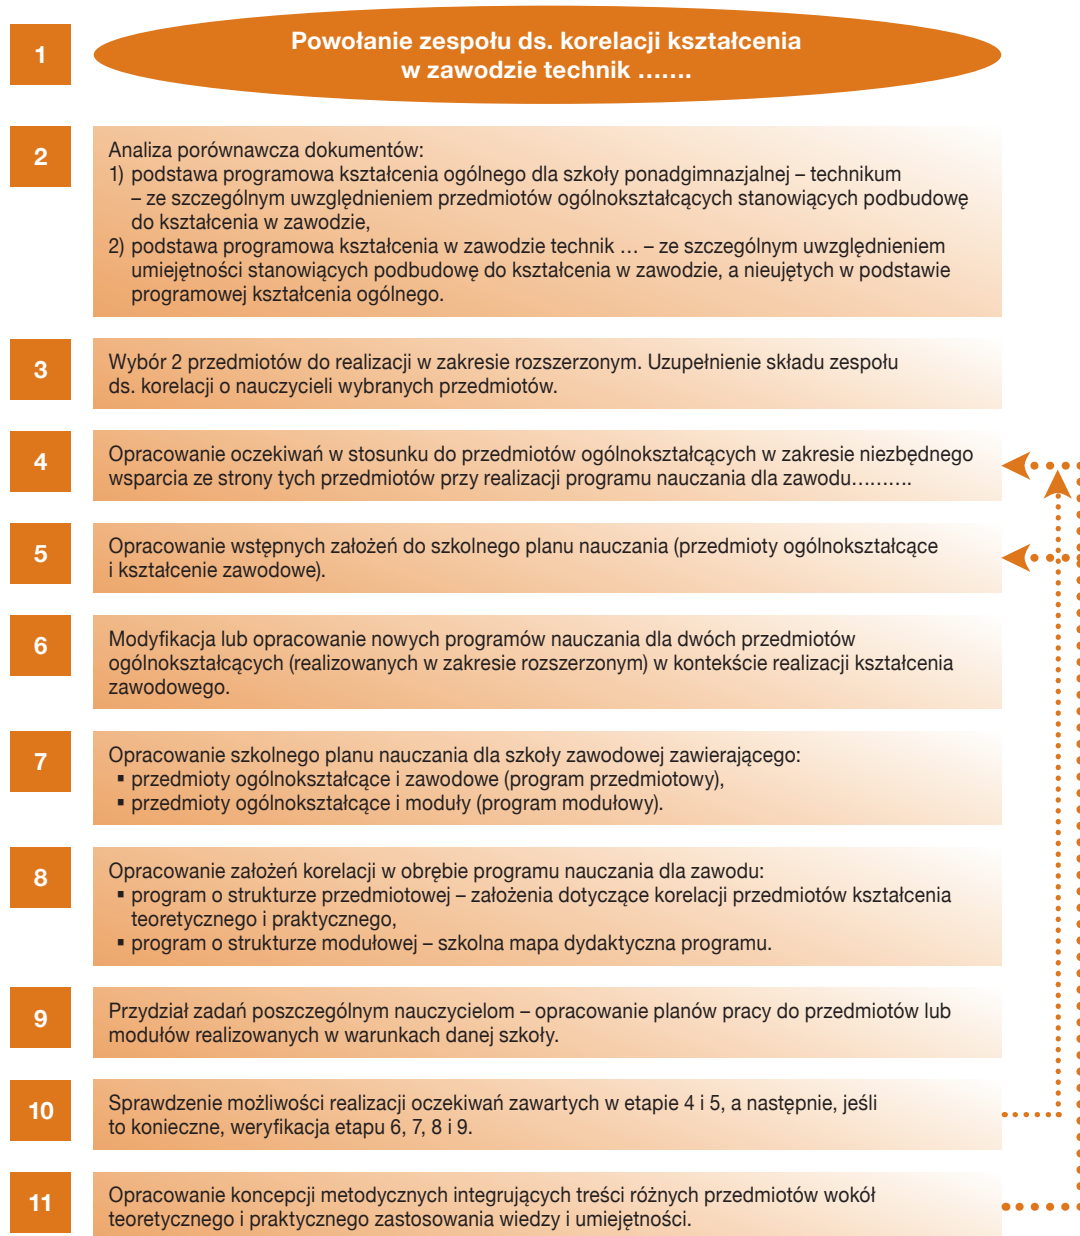 1
Powołanie zespołu ds. korelacji kształcenia
w zawodzie technik …….
2
Analiza porównawcza dokumentów:
1) podstawa programowa kształcenia ogólnego dla szkoły ponadgimnazjalnej – technikum
– ze szczególnym uwzględnieniem przedmiotów ogólnokształcących stanowiących podbudowę
do kształcenia w zawodzie,
2) podstawa programowa kształcenia w zawodzie technik … – ze szczególnym uwzględnieniem
umiejętności stanowiących podbudowę do kształcenia w zawodzie, a nieujętych w podstawie
programowej kształcenia ogólnego.
3
Wybór 2 przedmiotów do realizacji w zakresie rozszerzonym. Uzupełnienie składu zespołu
ds. korelacji o nauczycieli wybranych przedmiotów.
4
Opracowanie oczekiwań w stosunku do przedmiotów ogólnokształcących w zakresie niezbędnego
wsparcia ze strony tych przedmiotów przy realizacji programu nauczania dla zawodu……….
5
Opracowanie wstępnych założeń do szkolnego planu nauczania (przedmioty ogólnokształcące
i kształcenie zawodowe).
6
Modyfikacja lub opracowanie nowych programów nauczania dla dwóch przedmiotów
ogólnokształcących (realizowanych w zakresie rozszerzonym) w kontekście realizacji kształcenia
zawodowego.
7
Opracowanie szkolnego planu nauczania dla szkoły zawodowej zawierającego:
▪ przedmioty ogólnokształcące i zawodowe (program przedmiotowy),
▪ przedmioty ogólnokształcące i moduły (program modułowy).
8
Opracowanie założeń korelacji w obrębie programu nauczania dla zawodu:
▪ program o strukturze przedmiotowej – założenia dotyczące korelacji przedmiotów kształcenia
teoretycznego i praktycznego,
▪ program o strukturze modułowej – szkolna mapa dydaktyczna programu.
9
Przydział zadań poszczególnym nauczycielom – opracowanie planów pracy do przedmiotów lub
modułów realizowanych w warunkach danej szkoły.
10
Sprawdzenie możliwości realizacji oczekiwań zawartych w etapie 4 i 5, a następnie, jeśli
to konieczne, weryfikacja etapu 6, 7, 8 i 9.
11
Opracowanie koncepcji metodycznych integrujących treści różnych przedmiotów wokół
teoretycznego i praktycznego zastosowania wiedzy i umiejętności.